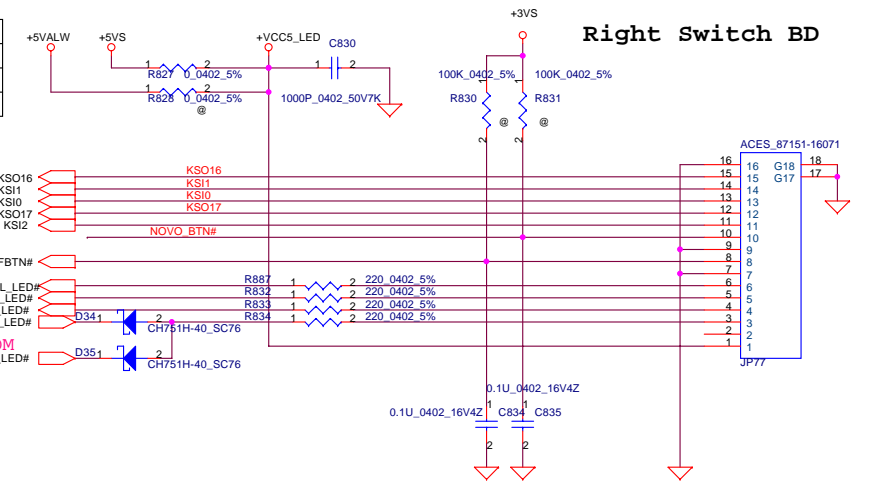 +3VS
Right Switch BD
+5VALW +5VS +VCC5_LED C830
1 2 1 2
R827 0_0402_5%
100K_0402_5% 100K_0402_5%
1 2
R828 0_0402_5% 1000P_0402_50V7K
@
1 1
R830 R831
@ @
2 2
ACES_87151-16071
16 16 G18 18
15 15 G17 17
14 14
13 13
12 12
11 11
10 10
9 9
8 8
7 7
6 6
5 5
4 4
3 3
2 2
1 1
JP77
KSO16 KSO16
KSI1 KSI1
KSI0 KSI0
KSO17 KSO17
KSI2
NOVO_BTN#
FBTN#
L_LED# R887 1 2 220_0402_5%
_LED# R832 1 2 220_0402_5%
_LED# R833 1 2 220_0402_5%
_LED# D34 1 2 R834 1 2 220_0402_5%
CH751H-40_SC76
OM
_LED# D35 1 2
CH751H-40_SC76
0.1U_0402_16V4Z
0.1U_0402_16V4Z 1 C834 1 C835
2 2